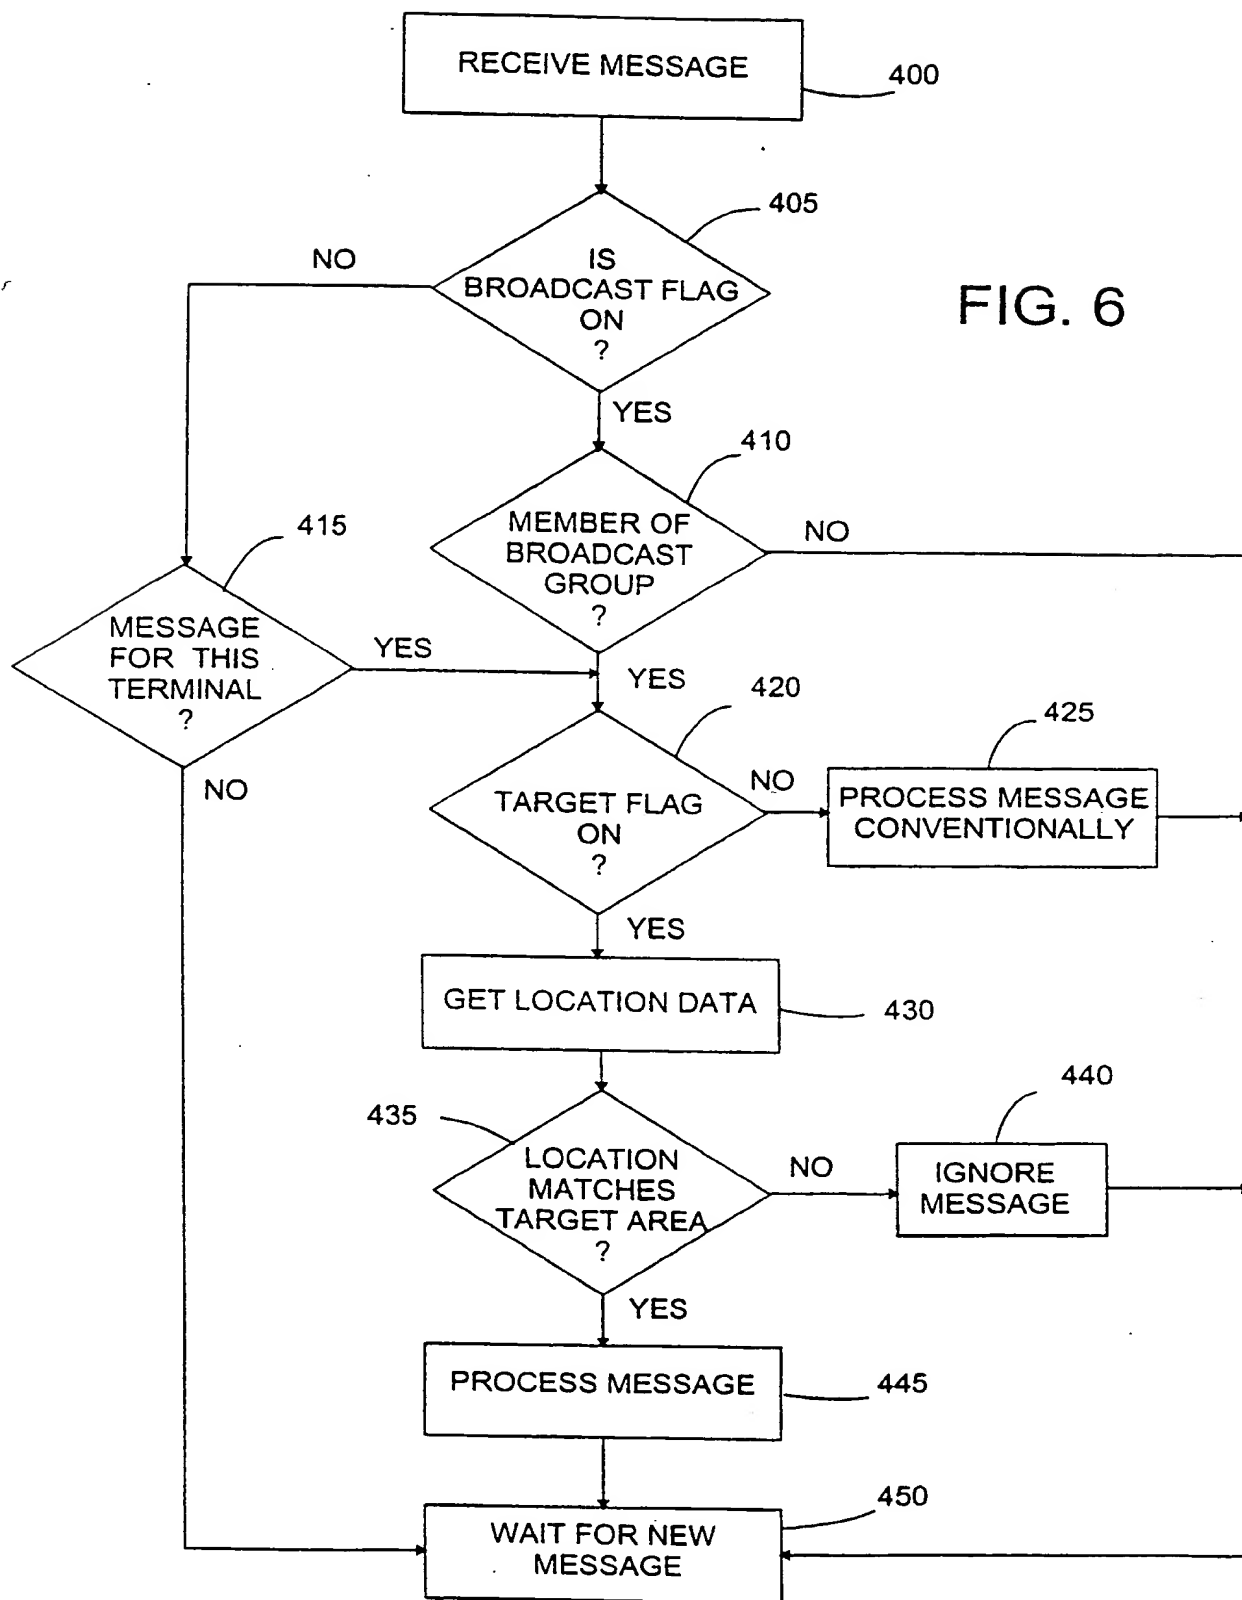 RECEIVE MESSAGE
400
405
NO
IS
BROADCAST FLAG
ON
?
FIG. 6
YES
410
415
MEMBER OF
BROADCAST
GROUP
?
NO
MESSAGE
FOR THIS
TERMINAL
?
YES
YES
420
425
NO
TARGET FLAG
ON
?
NO
PROCESS MESSAGE
CONVENTIONALLY
YES
GET LOCATION DATA
430
435
440
LOCATION
MATCHES
TARGET AREA
?
NO
IGNORE
MESSAGE
YES
PROCESS MESSAGE
445
450
WAIT FOR NEW
MESSAGE